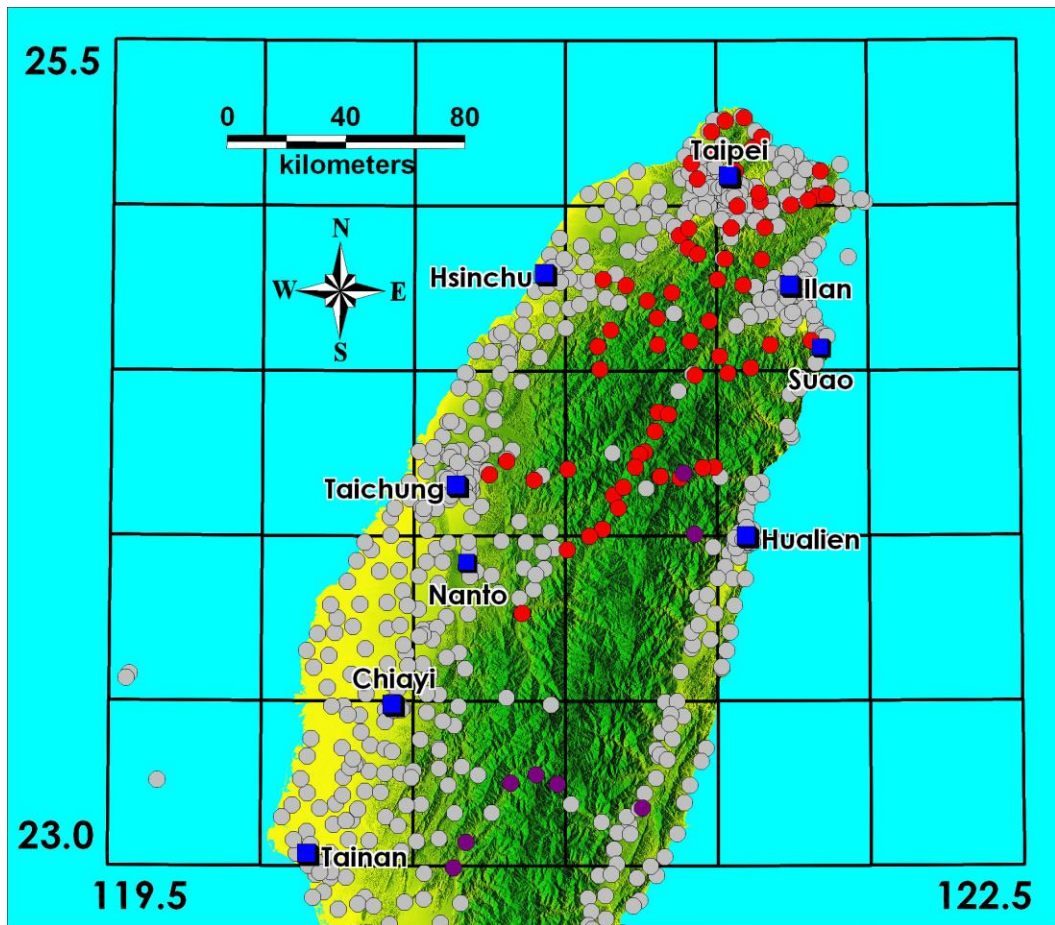 25.5
0 40 80
kilometers
Taipei
N
W E
S
Hsinchu
Ilan
Suao
Taichung
Hualien
Nanto
Chiayi
23.0
Tainan
119.5
122.5